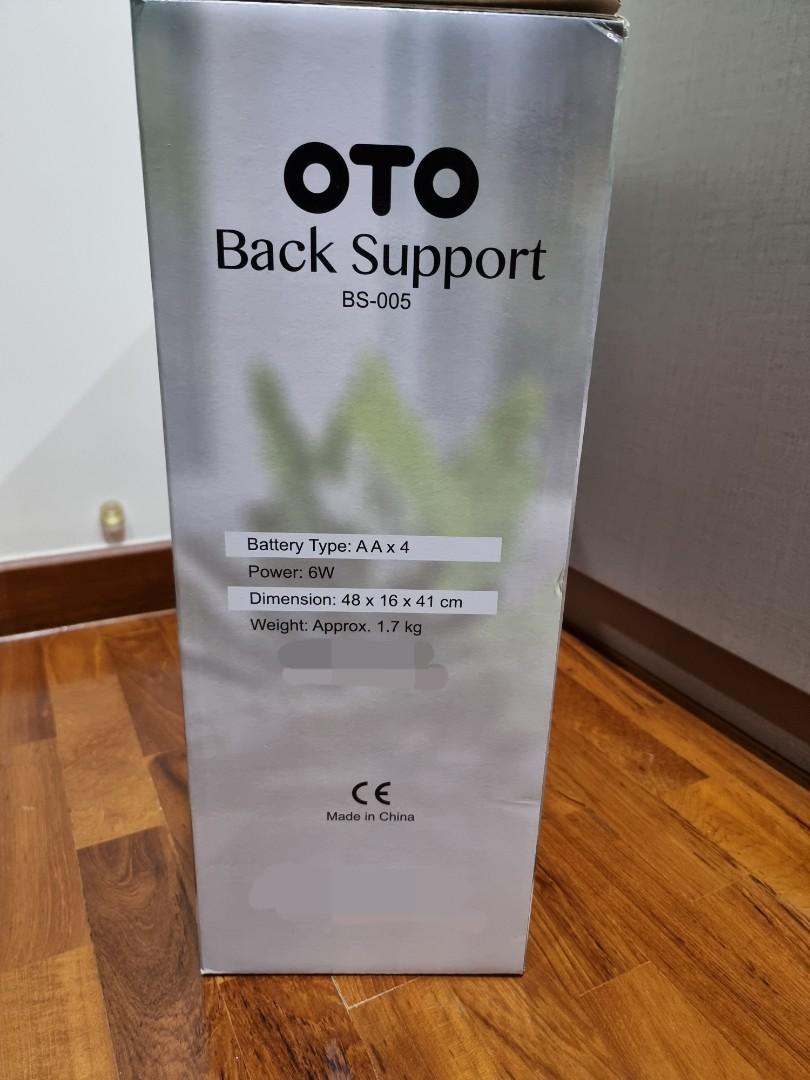 OTO
Back Support
BS-005
Battery Type: AA x 4
Power: 6W
Dimension: 48 x 16 x 41 cm
Weight: Approx. 1.7 kg
CE
Made in China